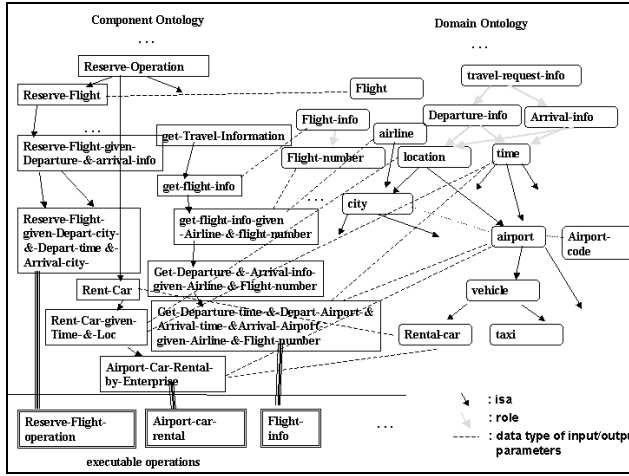 Component Ontology
Domain Ontology
. . .
. . .
Reserve-Operation
travel-request-info
Reserve-Flight
Flight
Flight-info
Departure-info
Arrival-info
...
get-Travel-Information
airline
Reserve-Flight-given
Departure-&-arrival-info
Flight-number
location
time
get-flight-info
...
city
Reserve-Flight-
given-Depart-city-
&-Depart-time &-
Arrival-city-
get-flight-info-given
-Airline-&-flight-number
airport
Airport-
code
Get-Departure-&-Arrival-info-
given-Airline-&-Flight-number
Rent-Car
vehicle
Rent-Car-given-
Time-&-Loc
Get-Departure-time-&-Depart-Airport-&
Arrival-time-&Arrival-Airport-
given-Airline-&-Flight-number
Rental-car
taxi
Airport-Car-Rental-
by-Enterprise
: isa
: role
Reserve-Flight-
operation
Airport-car-
rental
Flight-
info
...
: data type of input/output
parameters
executable operations